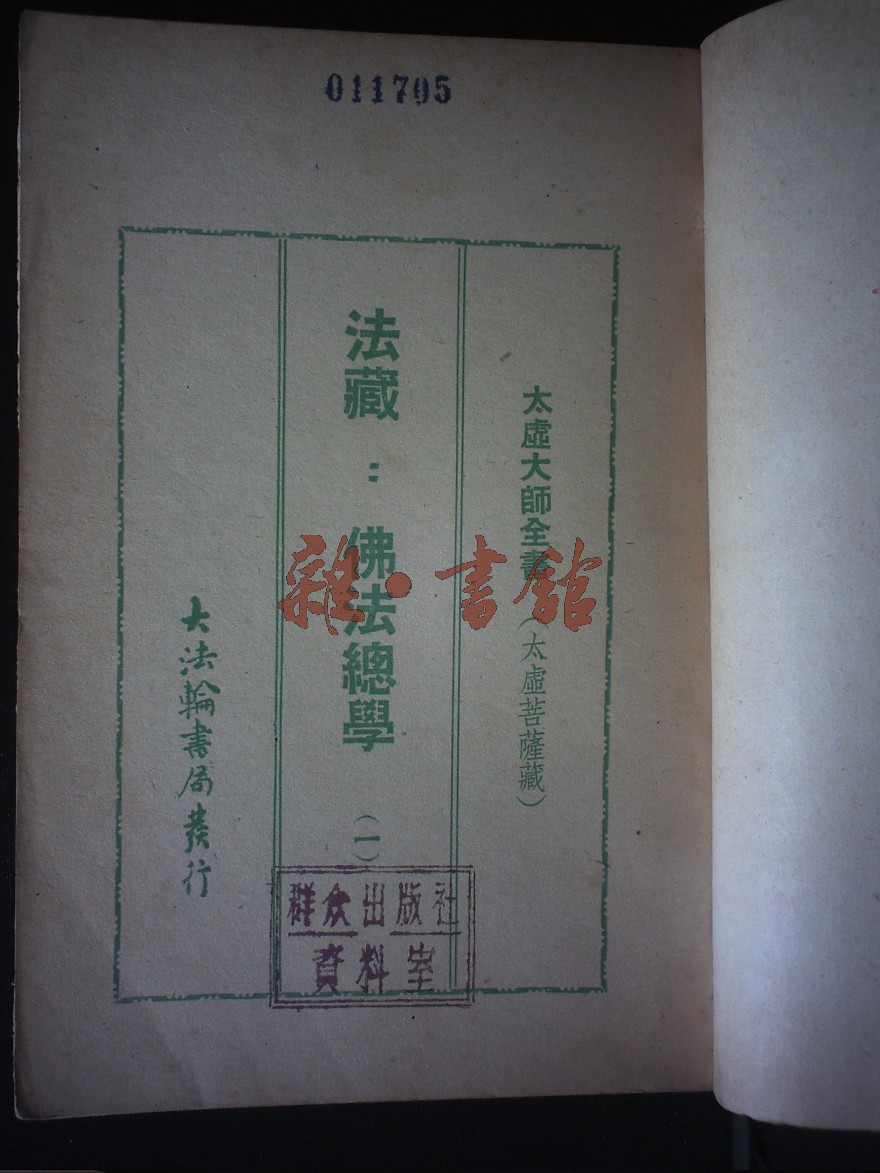 011705
太虛大師全書(太虛菩薩藏)
法藏：佛法總學(一)
大法輪書局發行
雜·書館
群众出版社
資料室